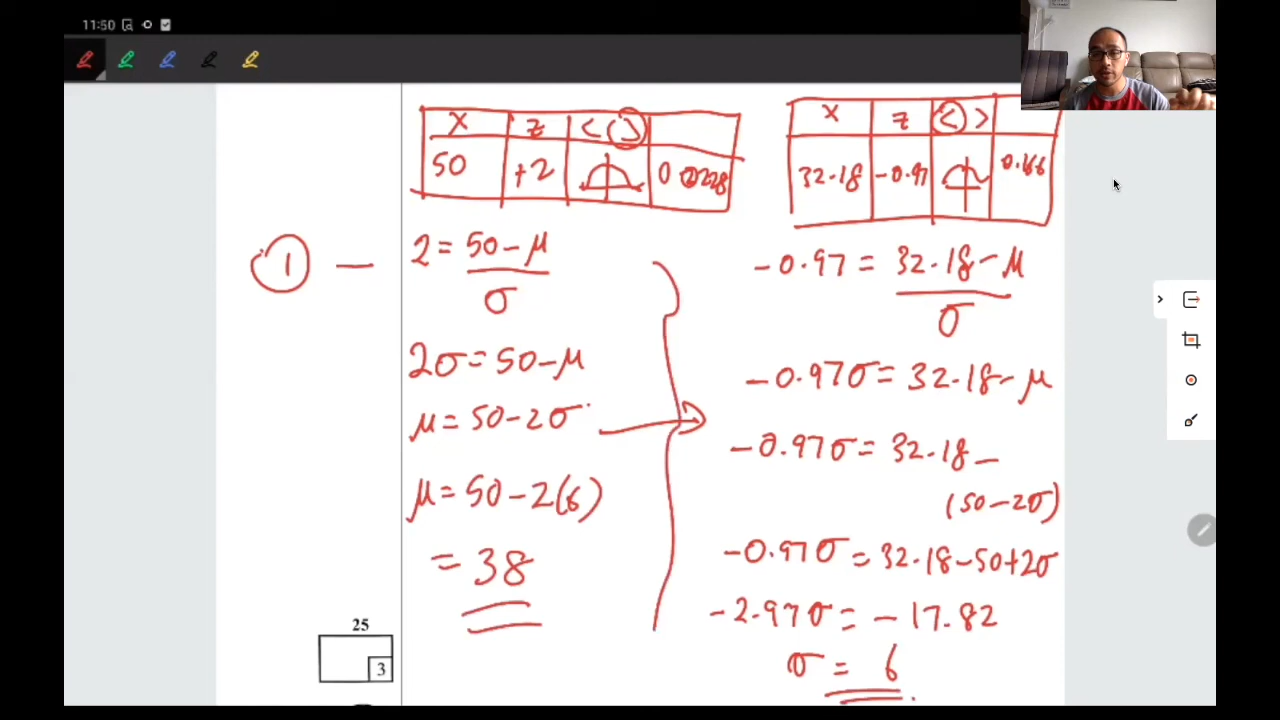 11:50
X Z < > 
50 +2 0.0228
① — 2 = 50 - μ / σ
2σ = 50 - μ
μ = 50 - 2σ
μ = 50 - 2(6)
= 38
25
3
X Z < >
32.18 -0.97 0.166
-0.97 = 32.18 - μ / σ
-0.97σ = 32.18 - μ
-0.97σ = 32.18 -
(50 - 2σ)
-0.97σ = 32.18 - 50 + 2σ
-2.97σ = -17.82
σ = 6